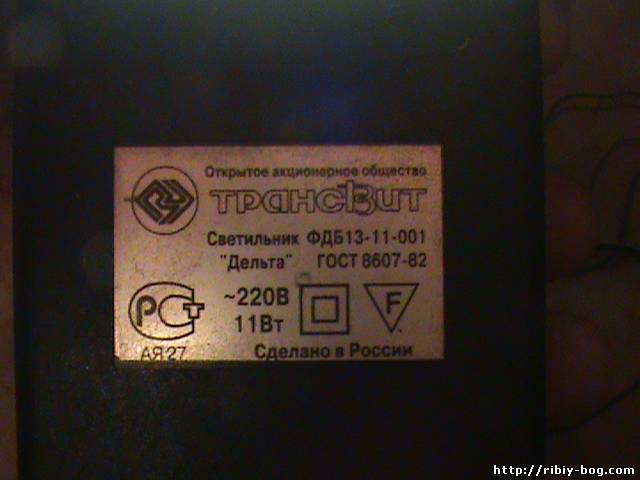 Открытое акционерное общество
ТРАНСВИТ
Светильник ФДБ13-11-001
"Дельта" ГОСТ 8607-82
РСТ ~220В F
11Вт
АЯ27 Сделано в России
http://ribiy-bog.com